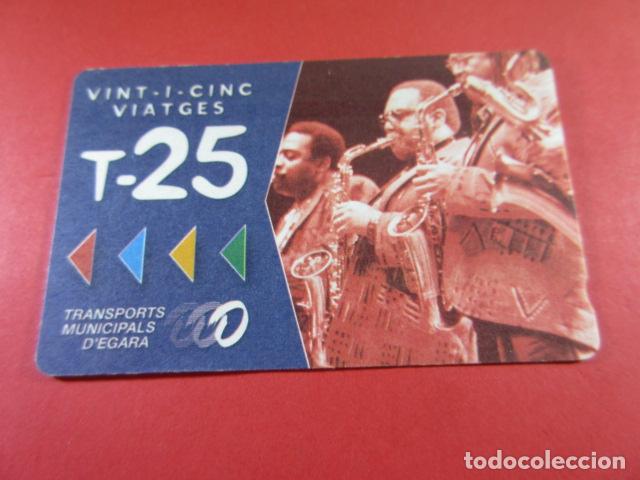 VINT-I-CINC
VIATGES
T-25
TRANSPORTS
MUNICIPALS
D'EGARA
todocoleccion